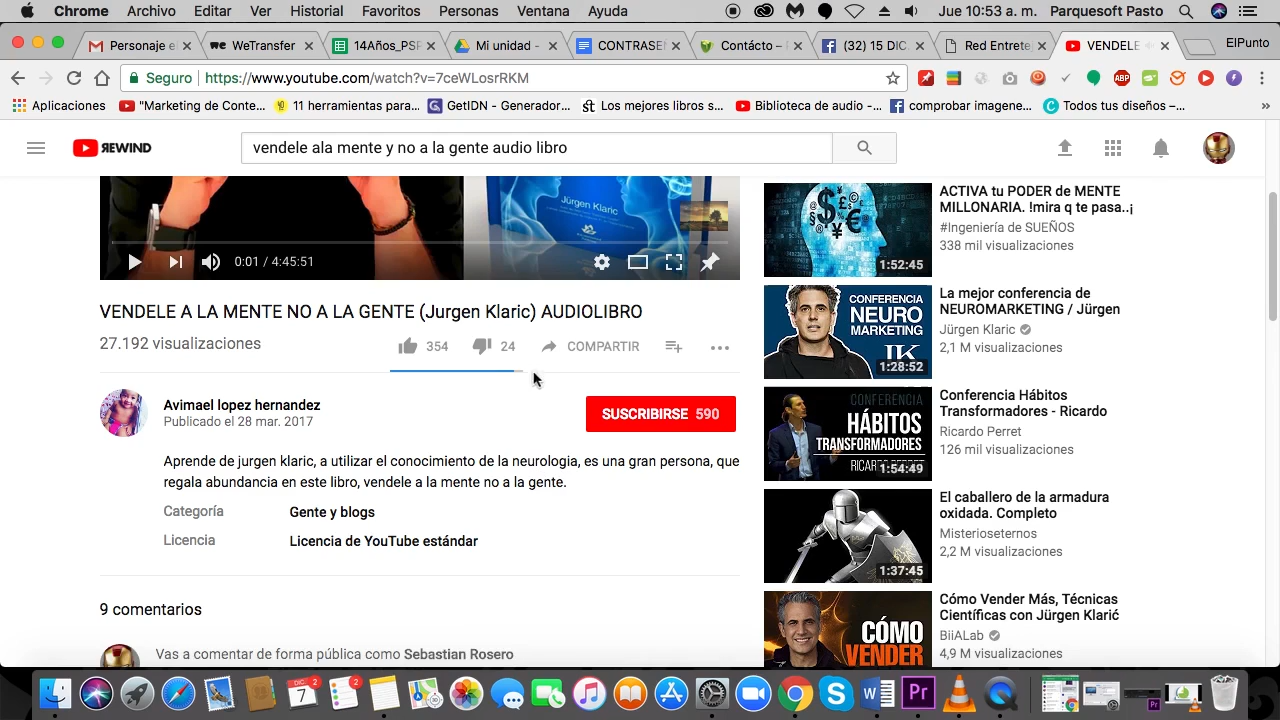 Chrome Archivo Editar Ver Historial Favoritos Personas Ventana Ayuda Jue 10:53 a. m. Parquesoft Pasto
Personaje e WeTransfer 14Años_PSP Mi unidad - CONTRASEÑ Contácto – (32) 15 DIC Red Entrete VENDELE ElPunto
Seguro https://www.youtube.com/watch?v=7ceWLosrRKM
Aplicaciones "Marketing de Conte... 11 herramientas para... GetIDN - Generador... Los mejores libros s... Biblioteca de audio -... comprobar imagene... Todos tus diseños –... »
REWIND
vendele ala mente y no a la gente audio libro
Jürgen Klaric
0:01 / 4:45:51
VENDELE A LA MENTE NO A LA GENTE (Jurgen Klaric) AUDIOLIBRO
27.192 visualizaciones
354 24 COMPARTIR
Avimael lopez hernandez
Publicado el 28 mar. 2017
SUSCRIBIRSE 590
Aprende de jurgen klaric, a utilizar el conocimiento de la neurologia, es una gran persona, que
regala abundancia en este libro, vendele a la mente no a la gente.
Categoría Gente y blogs
Licencia Licencia de YouTube estándar
9 comentarios
Vas a comentar de forma pública como Sebastian Rosero
1:52:45
ACTIVA tu PODER de MENTE
MILLONARIA. !mira q te pasa..¡
#Ingeniería de SUEÑOS
338 mil visualizaciones
CONFERENCIA
NEURO
MARKETING
JK
1:28:52
La mejor conferencia de
NEUROMARKETING / Jürgen
Jürgen Klaric
2,1 M visualizaciones
CONFERENCIA
HÁBITOS
TRANSFORMADORES
RICARDO PERRET
1:54:49
Conferencia Hábitos
Transformadores - Ricardo
Ricardo Perret
126 mil visualizaciones
1:37:45
El caballero de la armadura
oxidada. Completo
Misterioseternos
2,2 M visualizaciones
CÓMO
VENDER
Cómo Vender Más, Técnicas
Científicas con Jürgen Klarić
BiiALab
4,9 M visualizaciones
DIC
7
2
Pr